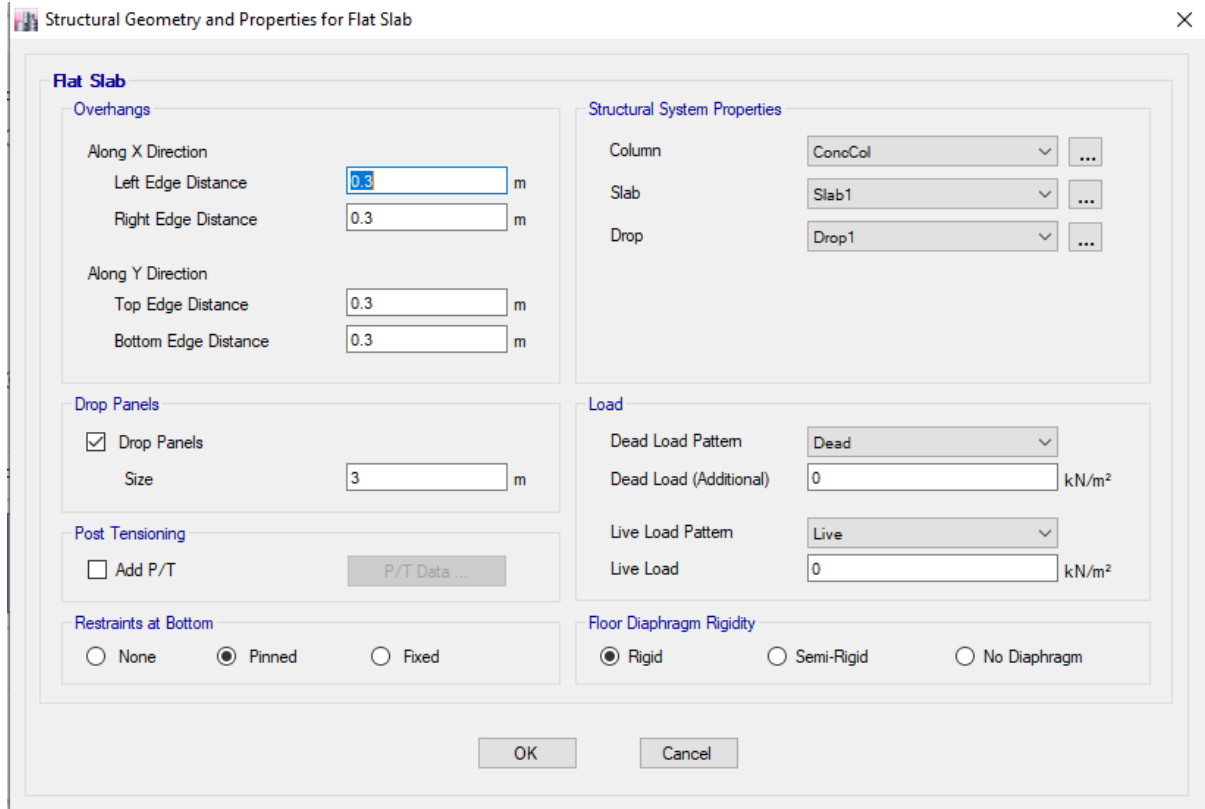 Structural Geometry and Properties for Flat Slab
Flat Slab
Overhangs
Along X Direction
Left Edge Distance 0.3 m
Right Edge Distance 0.3 m
Along Y Direction
Top Edge Distance 0.3 m
Bottom Edge Distance 0.3 m
Structural System Properties
Column ConcCol ...
Slab Slab1 ...
Drop Drop1 ...
Drop Panels
Drop Panels
Size 3 m
Load
Dead Load Pattern Dead
Dead Load (Additional) 0 kN/m²
Live Load Pattern Live
Live Load 0 kN/m²
Post Tensioning
Add P/T P/T Data ...
Restraints at Bottom
None Pinned Fixed
Floor Diaphragm Rigidity
Rigid Semi-Rigid No Diaphragm
OK Cancel